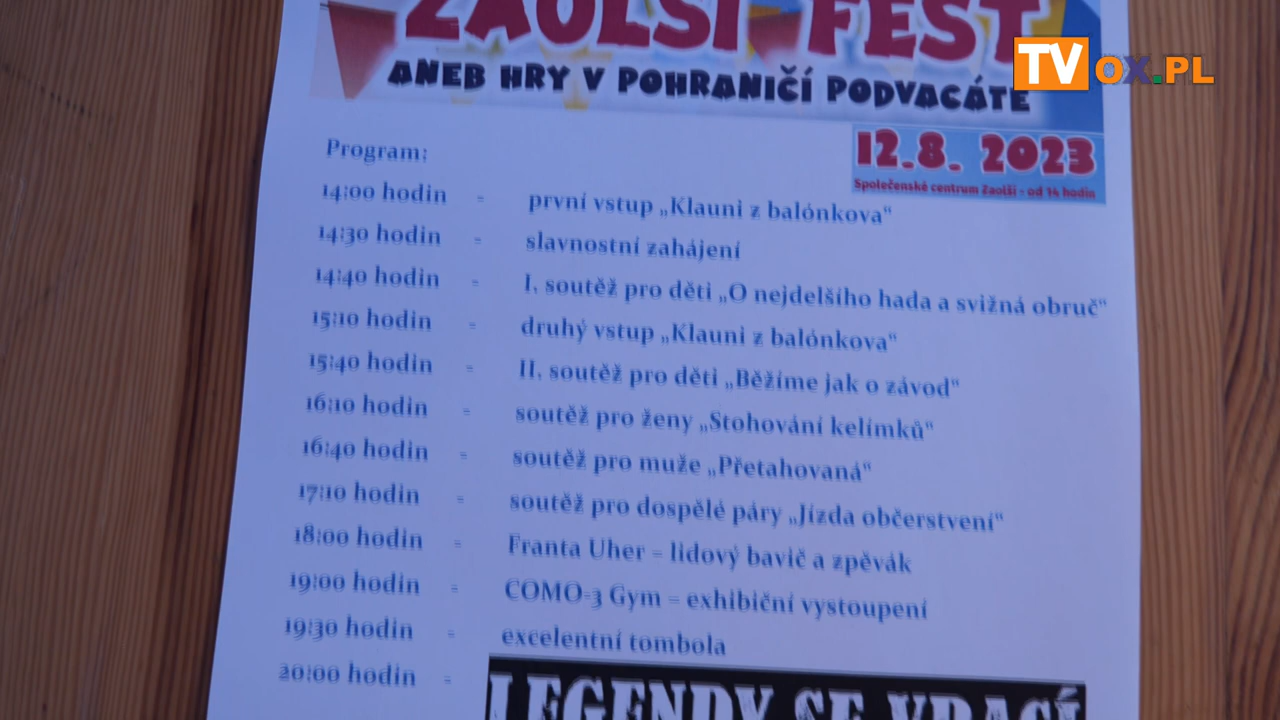 ZAOLŠÍ FEST
TVOX.PL
ANEB HRY V POHRANIČÍ PODVACÁTÉ
12.8. 2023
Společenské centrum Zaolší - od 14 hodin
Program:
14:00 hodin - první vstup „Klauni z balónkova“
14:30 hodin - slavnostní zahájení
14:40 hodin - I. soutěž pro děti „O nejdelšího hada a svižná obruč“
15:10 hodin - druhý vstup „Klauni z balónkova“
15:40 hodin - II. soutěž pro děti „Běžíme jak o závod“
16:10 hodin - soutěž pro ženy „Stohování kelímků“
16:40 hodin - soutěž pro muže „Přetahovaná“
17:10 hodin - soutěž pro dospělé páry „Jízda občerstvení“
18:00 hodin - Franta Uher – lidový bavič a zpěvák
19:00 hodin - COMO-3 Gym – exhibiční vystoupení
19:30 hodin - excelentní tombola
20:00 hodin - LEGENDY SE VRACÍ